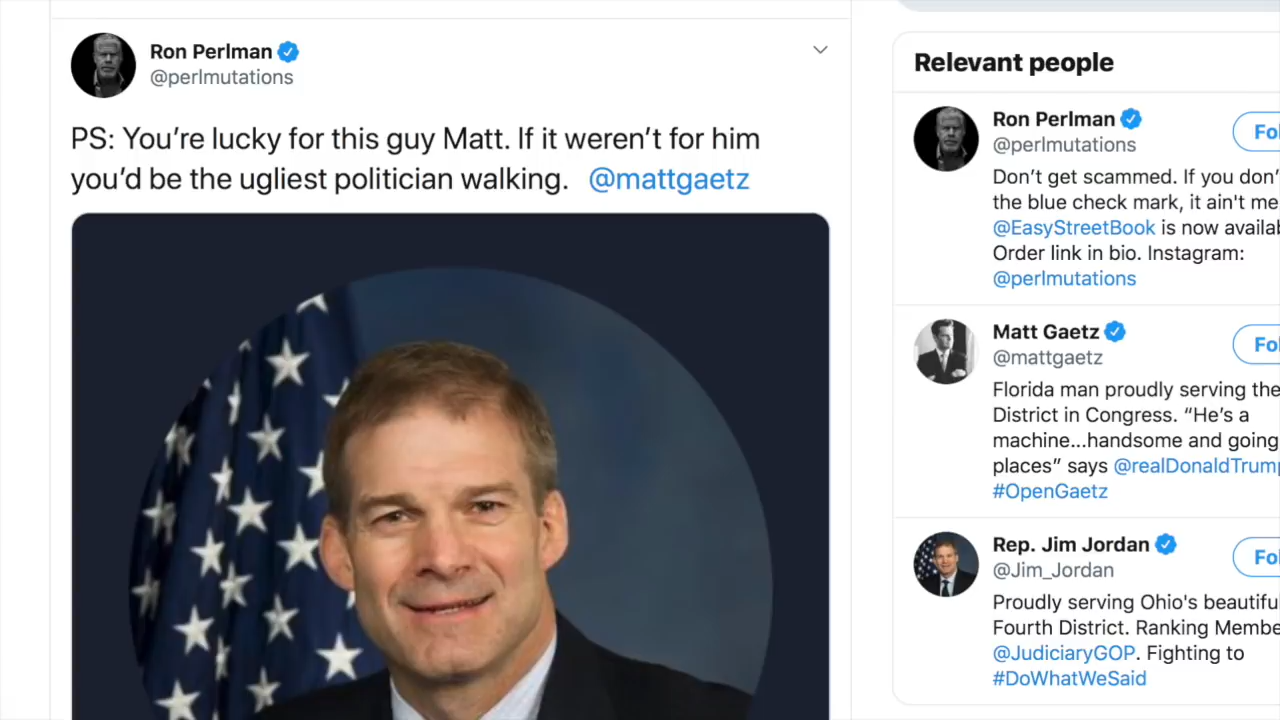 Ron Perlman
@perlmutations
PS: You’re lucky for this guy Matt. If it weren’t for him
you’d be the ugliest politician walking. @mattgaetz
Relevant people
Ron Perlman
Fol
@perlmutations
Don’t get scammed. If you don’
the blue check mark, it ain't me
@EasyStreetBook is now availab
Order link in bio. Instagram:
@perlmutations
Matt Gaetz
Fol
@mattgaetz
Florida man proudly serving the
District in Congress. “He’s a
machine...handsome and going
places” says @realDonaldTrump
#OpenGaetz
Rep. Jim Jordan
Fol
@Jim_Jordan
Proudly serving Ohio's beautiful
Fourth District. Ranking Membe
@JudiciaryGOP. Fighting to
#DoWhatWeSaid